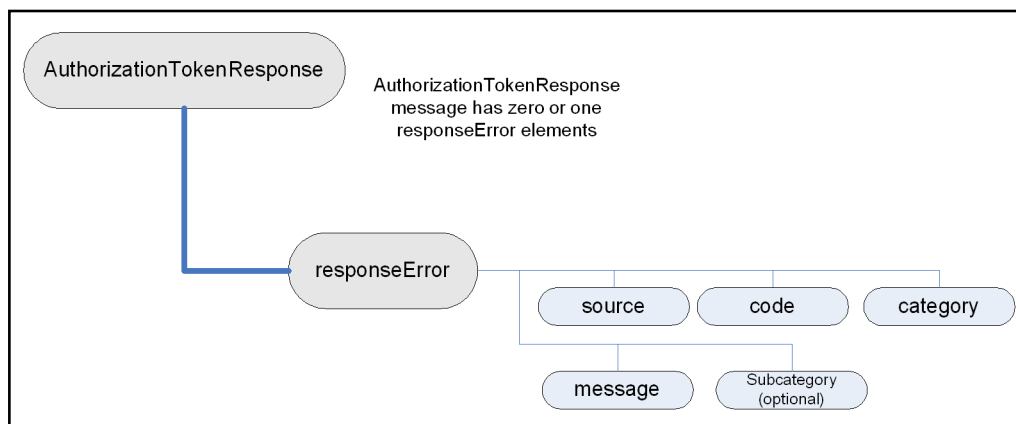 AuthorizationTokenResponse
AuthorizationTokenResponse
message has zero or one
responseError elements
responseError
source
code
category
message
Subcategory
(optional)